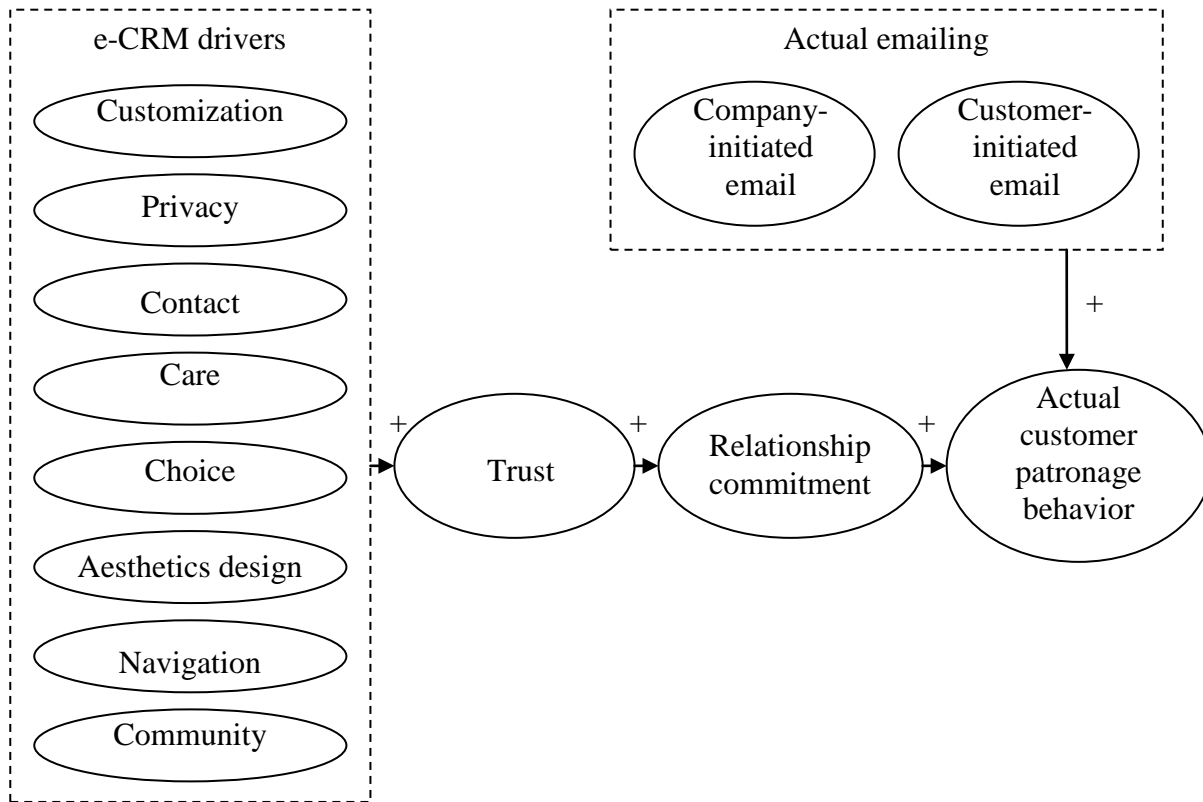 e-CRM drivers
Customization
Privacy
Contact
Care
Choice
Aesthetics design
Navigation
Community
Actual emailing
Company-
initiated
email
Customer-
initiated
email
+
+
Trust
+
Relationship
commitment
+
Actual
customer
patronage
behavior